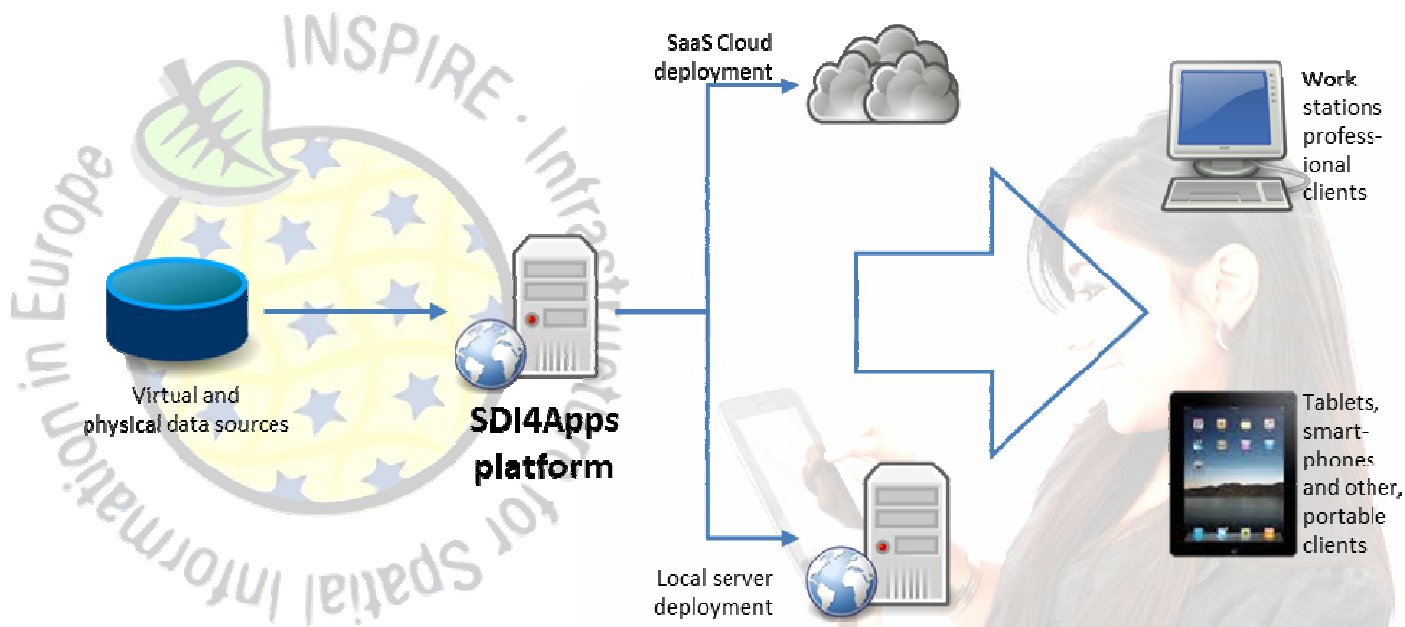 INSPIRE · Infrastructure for Spatial Information in Europe
SaaS Cloud
deployment
Work
stations
profess-
ional
clients
Virtual and
physical data sources
SDI4Apps
platform
Tablets,
smart-
phones
and other,
portable
clients
Local server
deployment